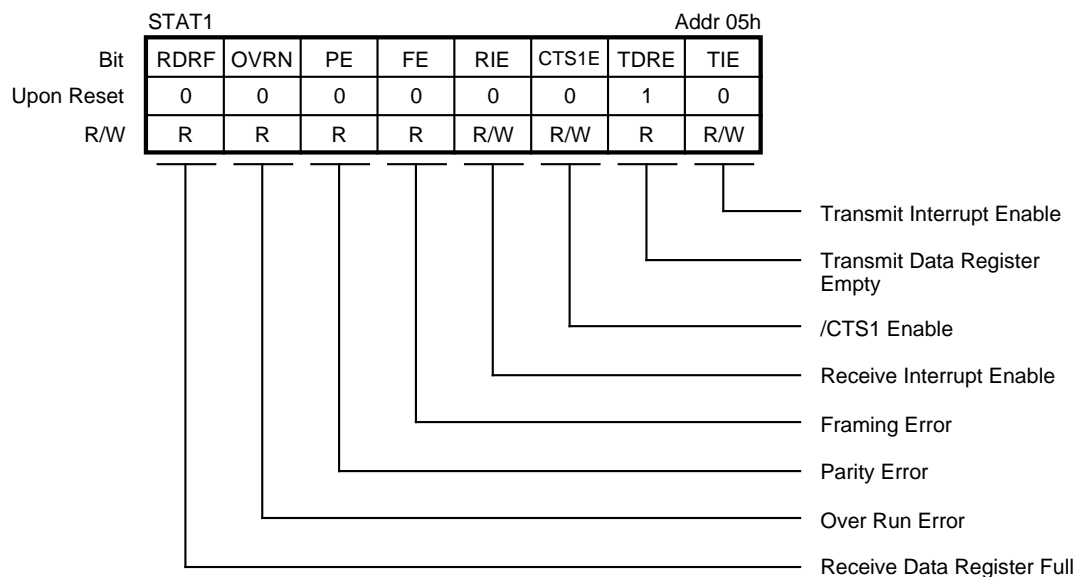 STAT1 Addr 05h
Bit RDRF OVRN PE FE RIE CTS1E TDRE TIE
Upon Reset 0 0 0 0 0 0 1 0
R/W R R R R R/W R/W R R/W
Transmit Interrupt Enable
Transmit Data Register
Empty
/CTS1 Enable
Receive Interrupt Enable
Framing Error
Parity Error
Over Run Error
Receive Data Register Full